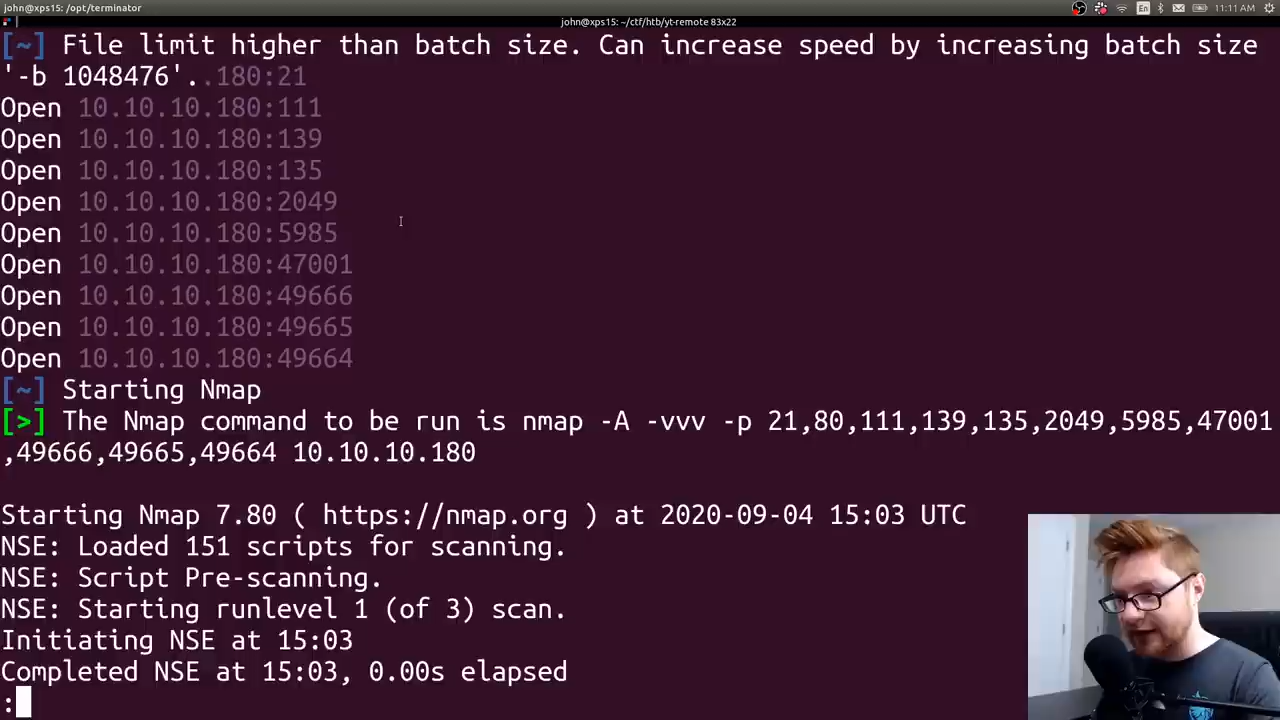 john@xps15: /opt/terminator
En
11:11 AM
john@xps15: ~/ctf/htb/yt-remote 83x22
[~] File limit higher than batch size. Can increase speed by increasing batch size
'-b 1048476'..180:21
Open 10.10.10.180:111
Open 10.10.10.180:139
Open 10.10.10.180:135
Open 10.10.10.180:2049
Open 10.10.10.180:5985
Open 10.10.10.180:47001
Open 10.10.10.180:49666
Open 10.10.10.180:49665
Open 10.10.10.180:49664
[~] Starting Nmap
[>] The Nmap command to be run is nmap -A -vvv -p 21,80,111,139,135,2049,5985,47001
,49666,49665,49664 10.10.10.180
Starting Nmap 7.80 ( https://nmap.org ) at 2020-09-04 15:03 UTC
NSE: Loaded 151 scripts for scanning.
NSE: Script Pre-scanning.
NSE: Starting runlevel 1 (of 3) scan.
Initiating NSE at 15:03
Completed NSE at 15:03, 0.00s elapsed
: